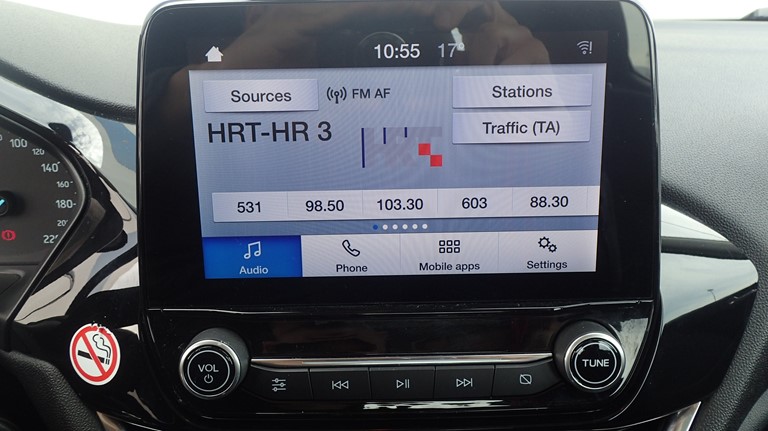 10:55 17°
Sources FM AF Stations
HRT-HR 3 Traffic (TA)
531 98.50 103.30 603 88.30
Audio Phone Mobile apps Settings
100
120
140
160
180
200
VOL
TUNE